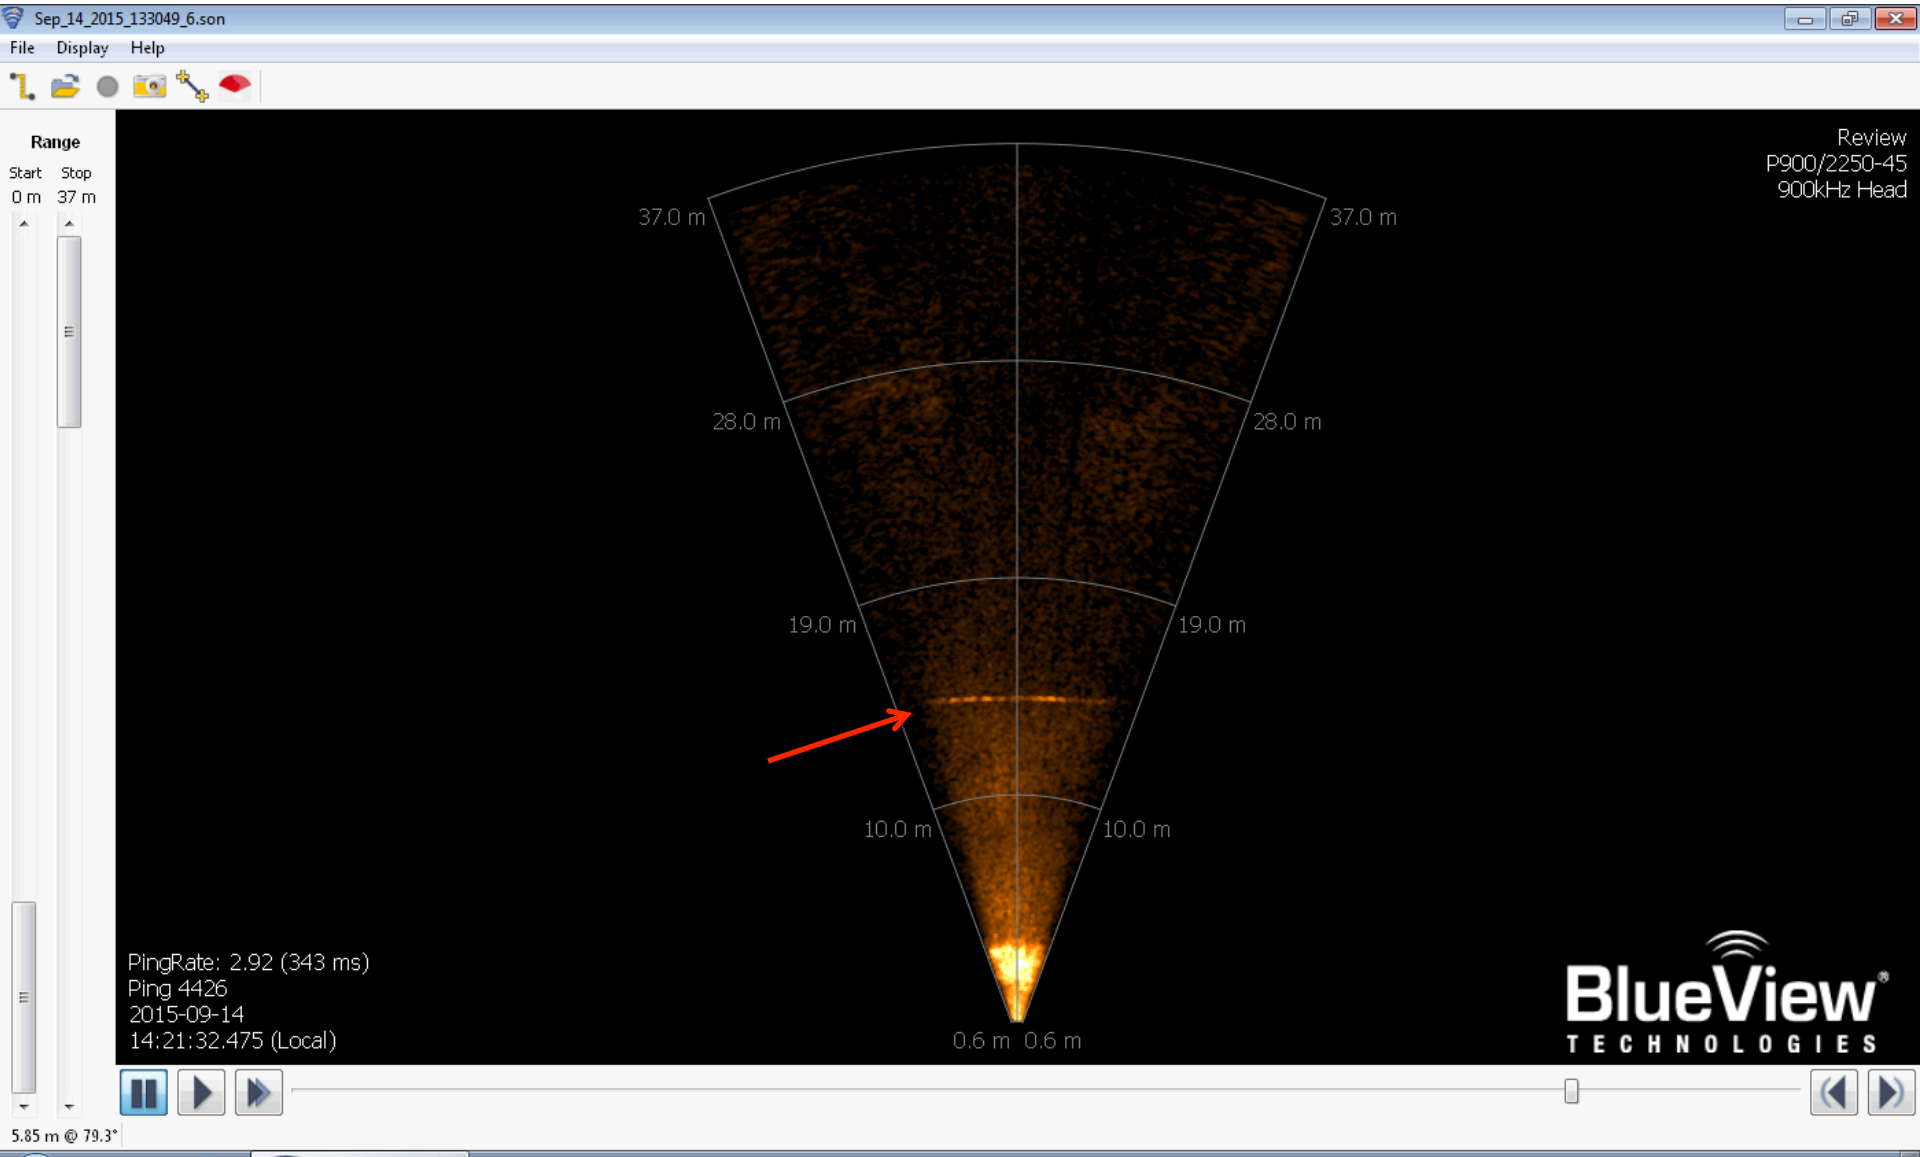 Sep_14_2015_133049_6.son
File Display Help
Range
Start Stop
0 m 37 m
Review
P900/2250-45
900kHz Head
37.0 m 37.0 m
28.0 m 28.0 m
19.0 m 19.0 m
10.0 m 10.0 m
0.6 m 0.6 m
PingRate: 2.92 (343 ms)
Ping 4426
2015-09-14
14:21:32.475 (Local)
BlueView®
TECHNOLOGIES
5.85 m @ 79.3°